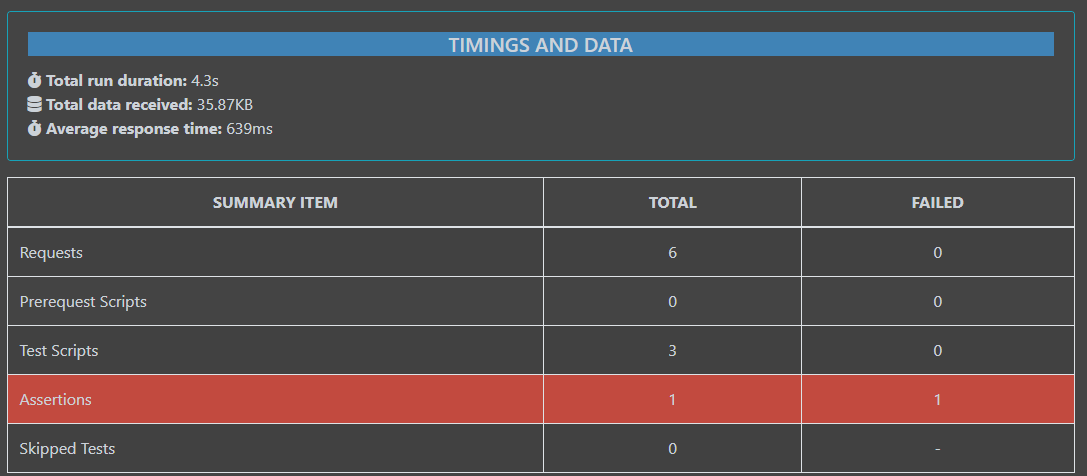 TIMINGS AND DATA
Total run duration: 4.3s
Total data received: 35.87KB
Average response time: 639ms
SUMMARY ITEM TOTAL FAILED
Requests 6 0
Prerequest Scripts 0 0
Test Scripts 3 0
Assertions 1 1
Skipped Tests 0 -